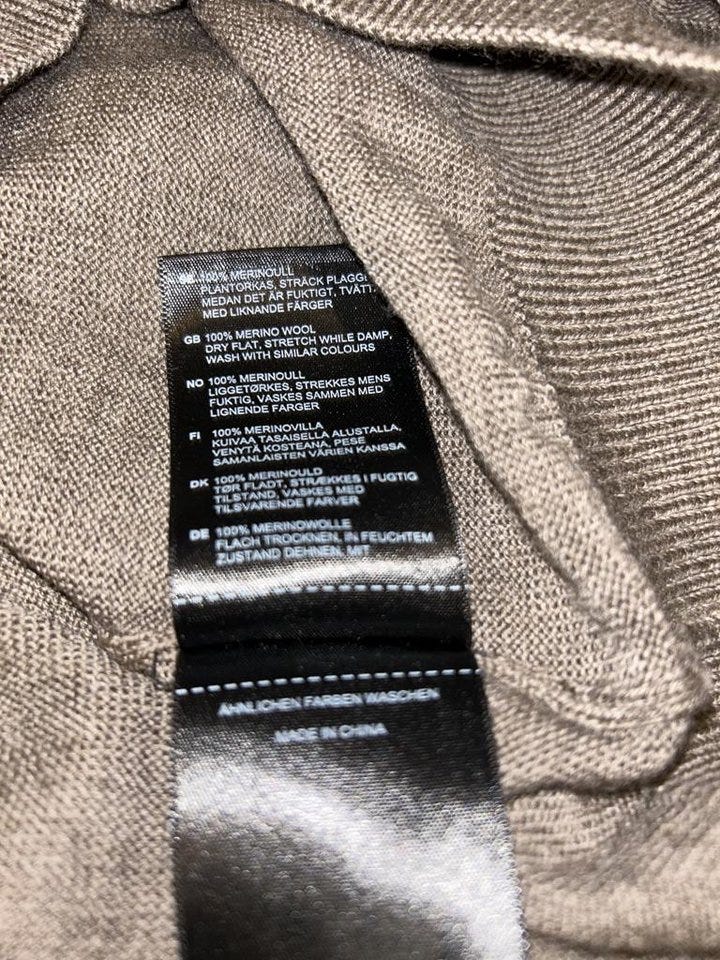 SE 100% MERINOULL
PLANTORKAS, STRÄCK PLAGG
MEDAN DET ÄR FUKTIGT, TVÄTT
MED LIKNANDE FÄRGER
GB 100% MERINO WOOL
DRY FLAT, STRETCH WHILE DAMP,
WASH WITH SIMILAR COLOURS
NO 100% MERINOULL
LIGGETØRKES, STREKKES MENS
FUKTIG, VASKES SAMMEN MED
LIGNENDE FARGER
FI 100% MERINOVILLA
KUIVAA TASAISELLA ALUSTALLA,
VENYTÄ KOSTEANA, PESE
SAMANLAISTEN VÄRIEN KANSSA
DK 100% MERINOULD
TØR FLADT, STRÆKKES I FUGTIG
TILSTAND, VASKES MED
TILSVARENDE FARVER
DE 100% MERINOWOLLE
FLACH TROCKNEN, IN FEUCHTEM
ZUSTAND DEHNEN, MIT
ÄHNLICHEN FARBEN WASCHEN
MADE IN CHINA